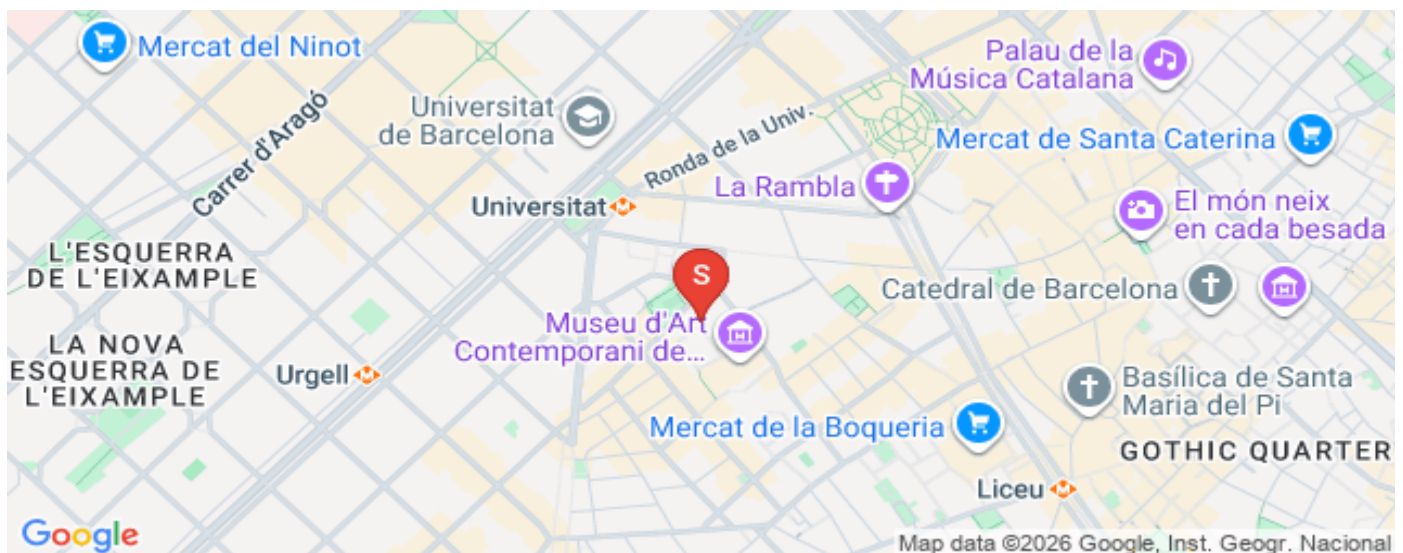 Mercat del Ninot
Palau de la
Música Catalana
Universitat
de Barcelona
Carrer d'Aragó
Ronda de la Univ.
Mercat de Santa Caterina
La Rambla
Universitat
M
El món neix
en cada besada
L'ESQUERRA
DE L'EIXAMPLE
S
Catedral de Barcelona
Museu d'Art
Contemporani de...
LA NOVA
ESQUERRA DE
L'EIXAMPLE
Urgell
M
Basílica de Santa
Maria del Pi
Mercat de la Boqueria
GOTHIC QUARTER
Liceu
M
Google
Map data ©2026 Google, Inst. Geogr. Nacional